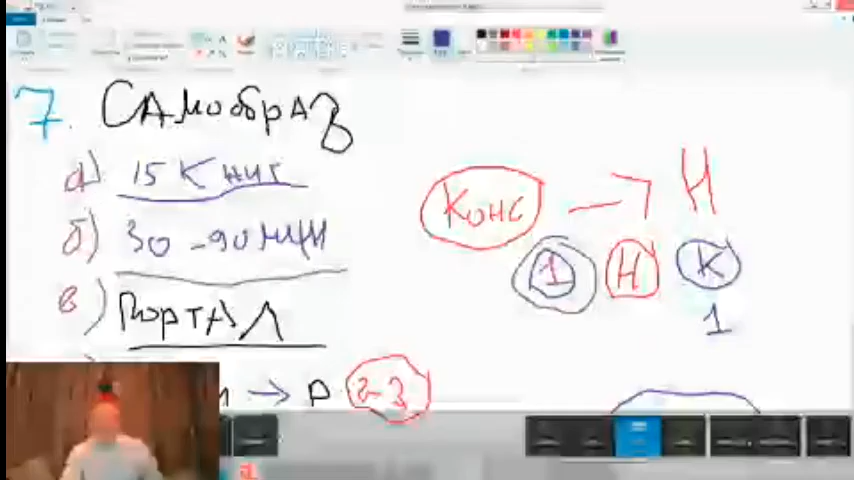 7. Самообраз
а) 15 книг
б) 30-90 мин
в) Портал
→ Р 2-3
Конс → Н
1 Н К
1